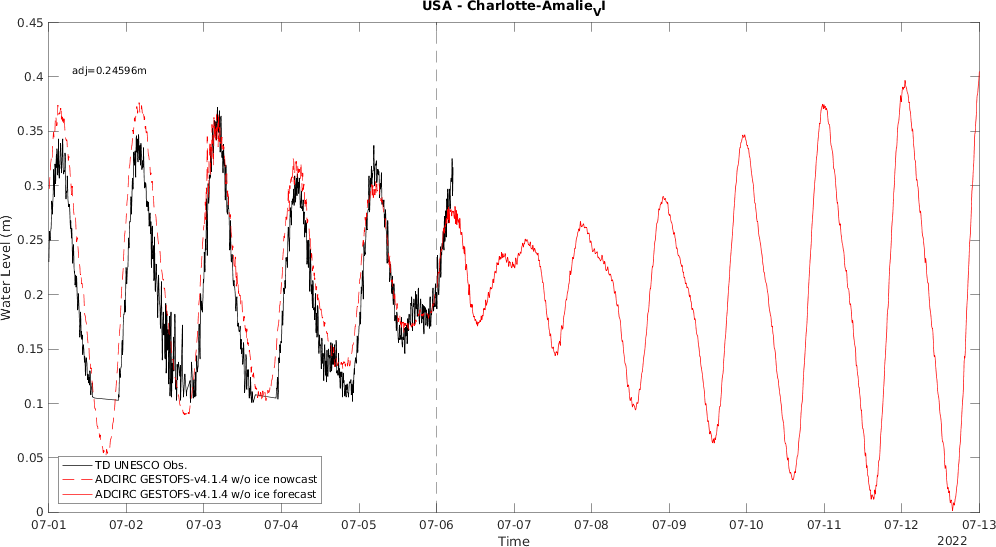 USA - Charlotte-AmalieVI
0.45
0.4
0.35
0.3
0.25
0.2
0.15
0.1
0.05
0
Water Level (m)
adj=0.24596m
TD UNESCO Obs.
ADCIRC GESTOFS-v4.1.4 w/o ice nowcast
ADCIRC GESTOFS-v4.1.4 w/o ice forecast
07-01 07-02 07-03 07-04 07-05 07-06 07-07 07-08 07-09 07-10 07-11 07-12 07-13
Time
2022